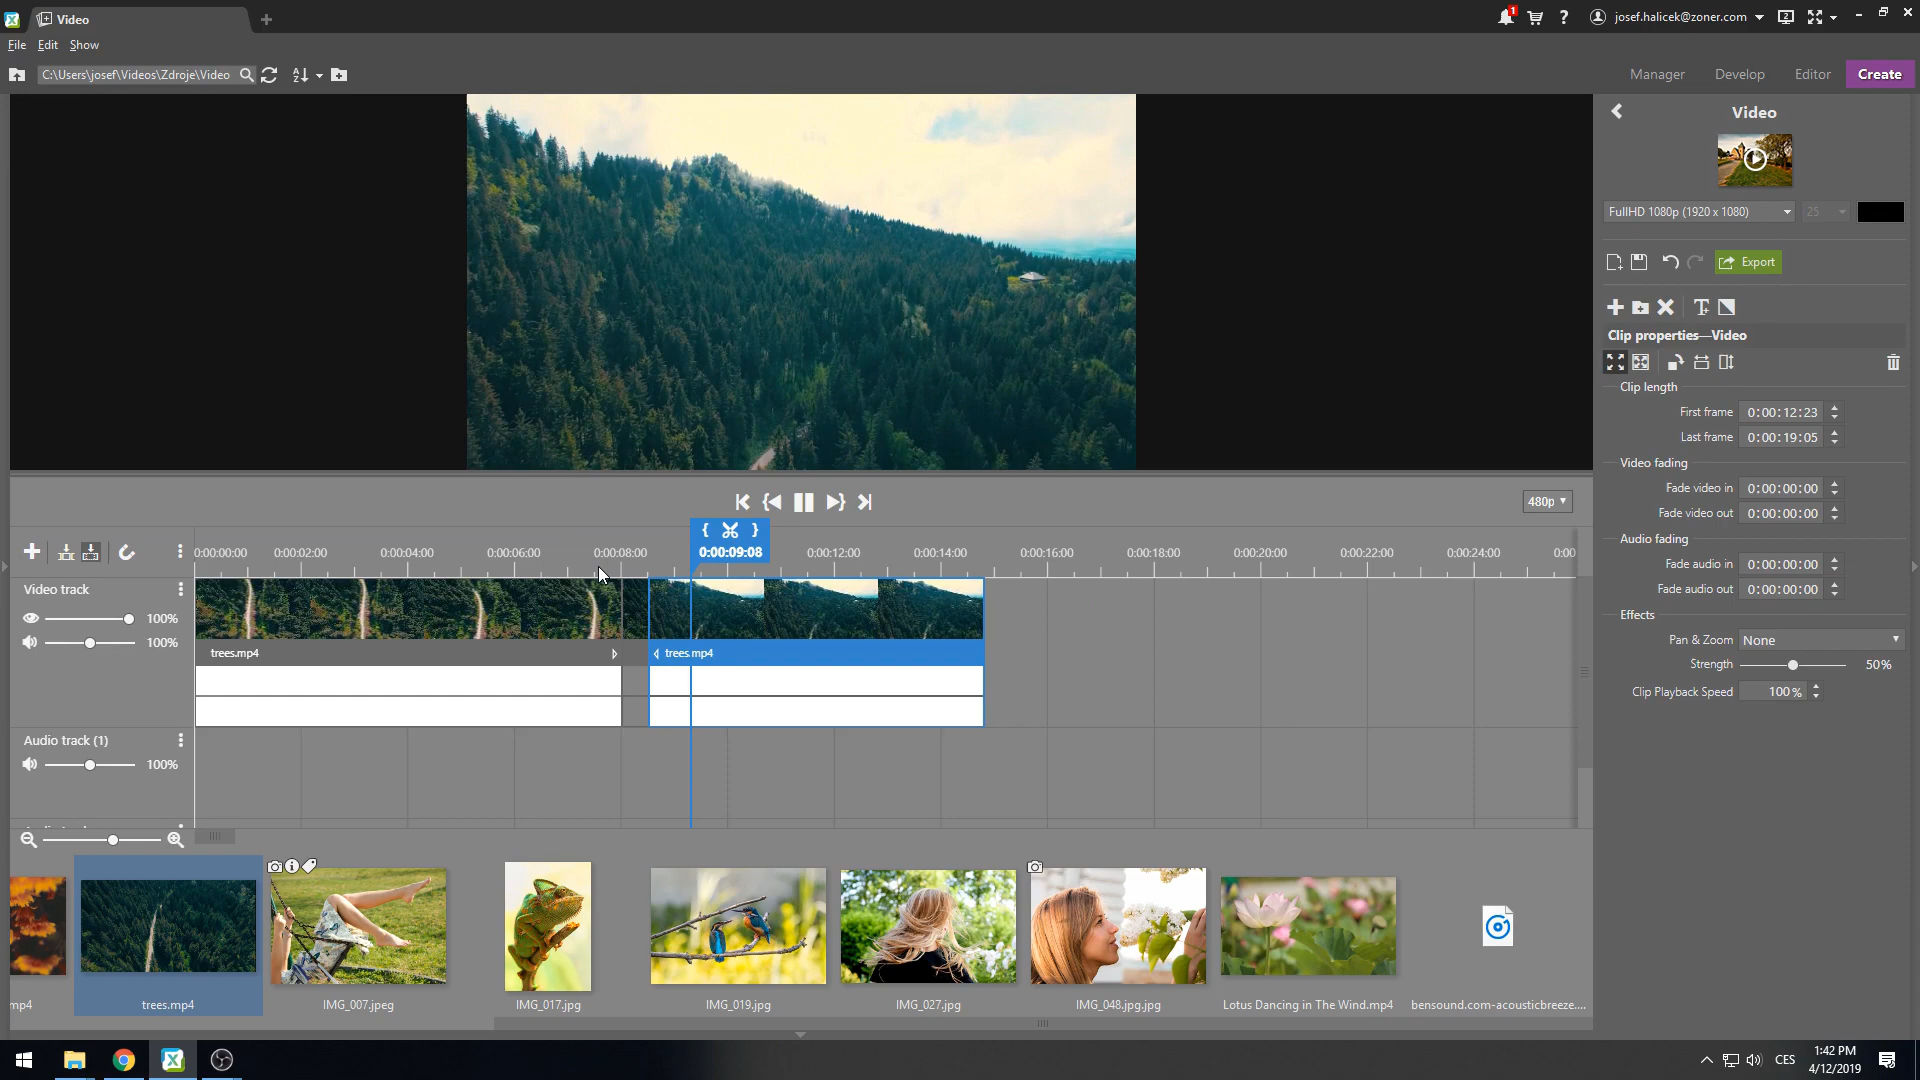 Video
1
josef.halicek@zoner.com
2
File Edit Show
C:\Users\josef\Videos\Zdroje\Video
Manager Develop Editor Create
Video
FullHD 1080p (1920 x 1080) 25
Export
Clip properties—Video
Clip length
First frame 0:00:12:23
Last frame 0:00:19:05
Video fading
Fade video in 0:00:00:00
Fade video out 0:00:00:00
Audio fading
Fade audio in 0:00:00:00
Fade audio out 0:00:00:00
Effects
Pan & Zoom None
Strength 50%
Clip Playback Speed 100%
480p
0:00:00:00 0:00:02:00 0:00:04:00 0:00:06:00 0:00:08:00 0:00:09:08 0:00:12:00 0:00:14:00 0:00:16:00 0:00:18:00 0:00:20:00 0:00:22:00 0:00:24:00 0:00
Video track
100%
100%
trees.mp4 trees.mp4
Audio track (1)
100%
mp4 trees.mp4 IMG_007.jpeg IMG_017.jpg IMG_019.jpg IMG_027.jpg IMG_048.jpg.jpg Lotus Dancing in The Wind.mp4 bensound.com-acousticbreeze....
CES
1:42 PM
4/12/2019